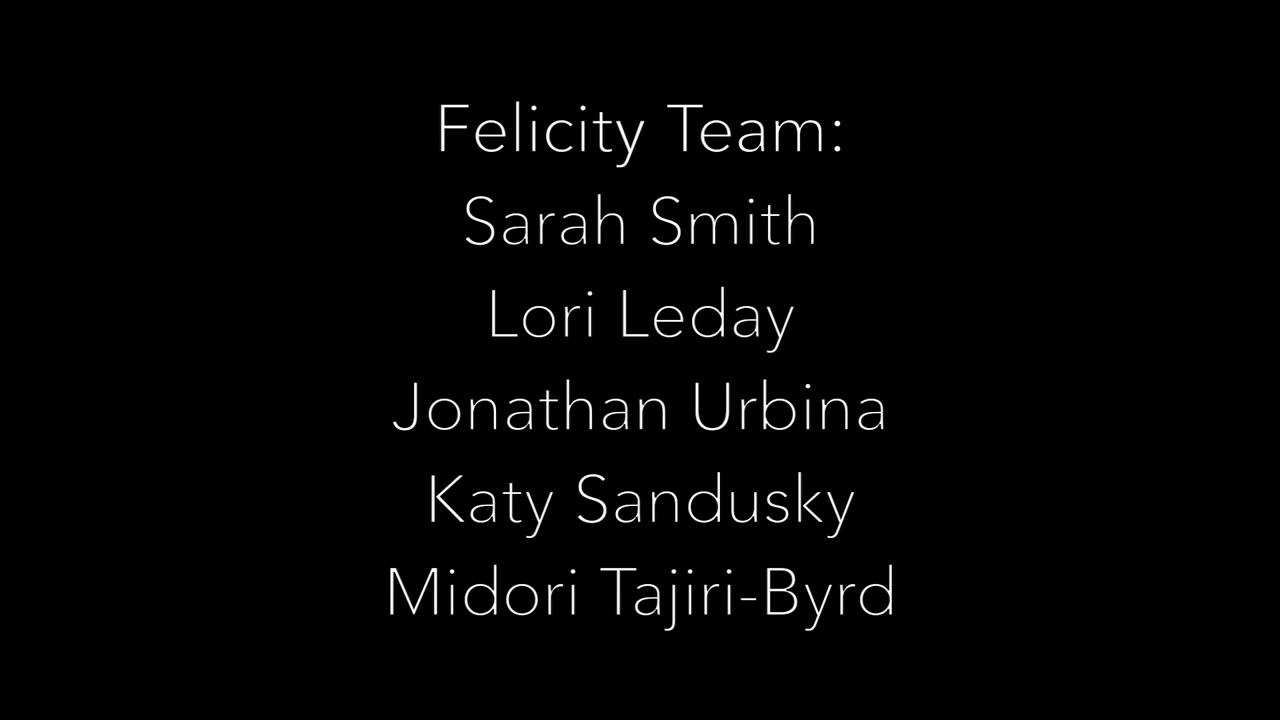 Felicity Team:
Sarah Smith
Lori Leday
Jonathan Urbina
Katy Sandusky
Midori Tajiri-Byrd